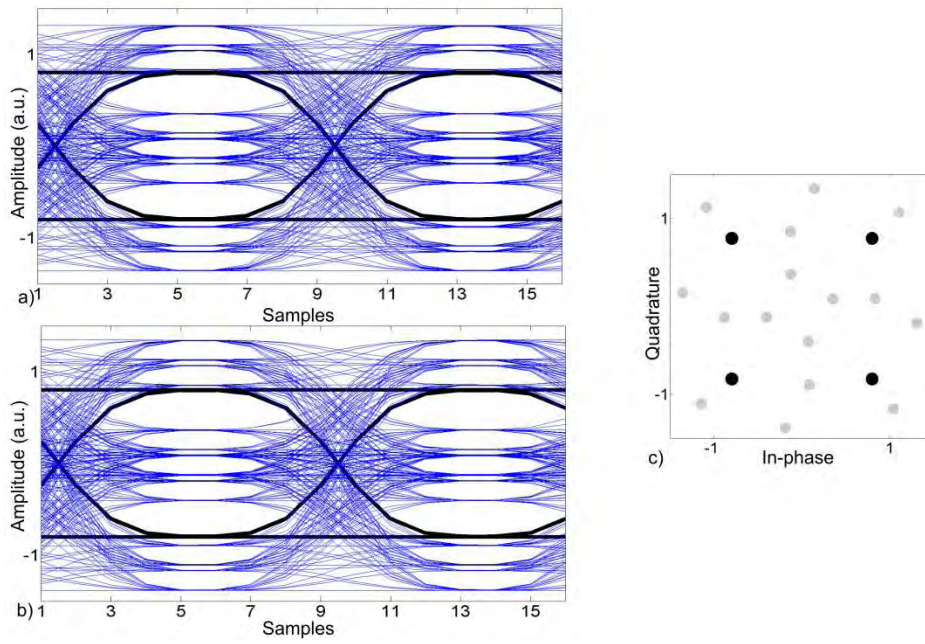 1
-1
Amplitude (a.u.)
a)
1 3 5 7 9 11 13 15
Samples
1
-1
Amplitude (a.u.)
b)
1 3 5 7 9 11 13 15
Samples
1
-1
Quadrature
c)
-1 1
In-phase